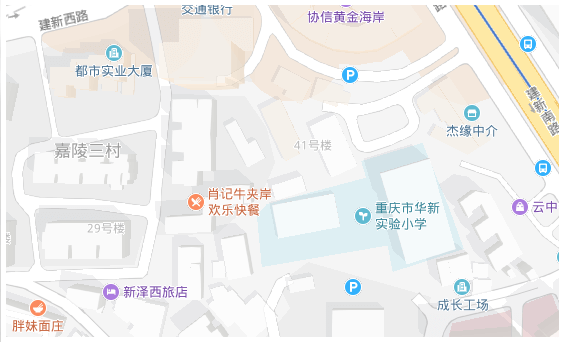 建新西路
交通银行
协信黄金海岸
路
都市实业大厦
建新南路
杰缘中介
嘉陵三村
41号楼
肖记牛夹岸
欢乐快餐
重庆市华新
实验小学
云中
29号楼
新泽西旅店
成长工场
胖妹面庄